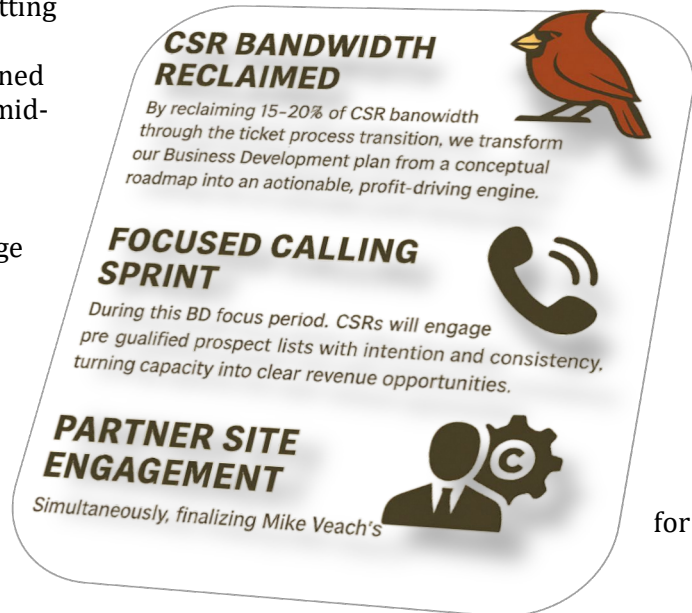 tting
ned
mid-
ge
CSR BANDWIDTH
RECLAIMED
By reclaiming 15–20% of CSR banowidth
through the ticket process transition, we transform
our Business Development plan from a conceptual
roadmap into an aotionable, profit-driving engine.
FOCUSED CALLING
SPRINT
During this BD focus period. CSRs will engage
pre gualified prospect lists with intention and consistency,
turning capacity into clear revenue opportunities.
PARTNER SITE
ENGAGEMENT
C
Simultaneously, finalizing Mike Veach's
for